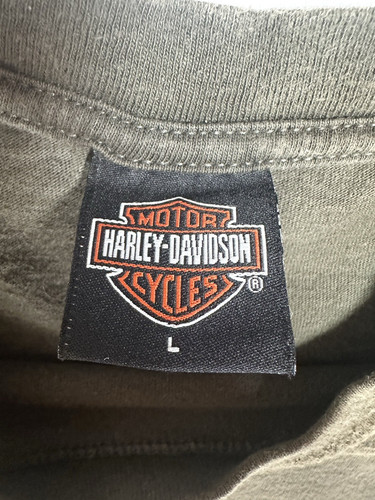 MOTOR
HARLEY-DAVIDSON
CYCLES
®
L